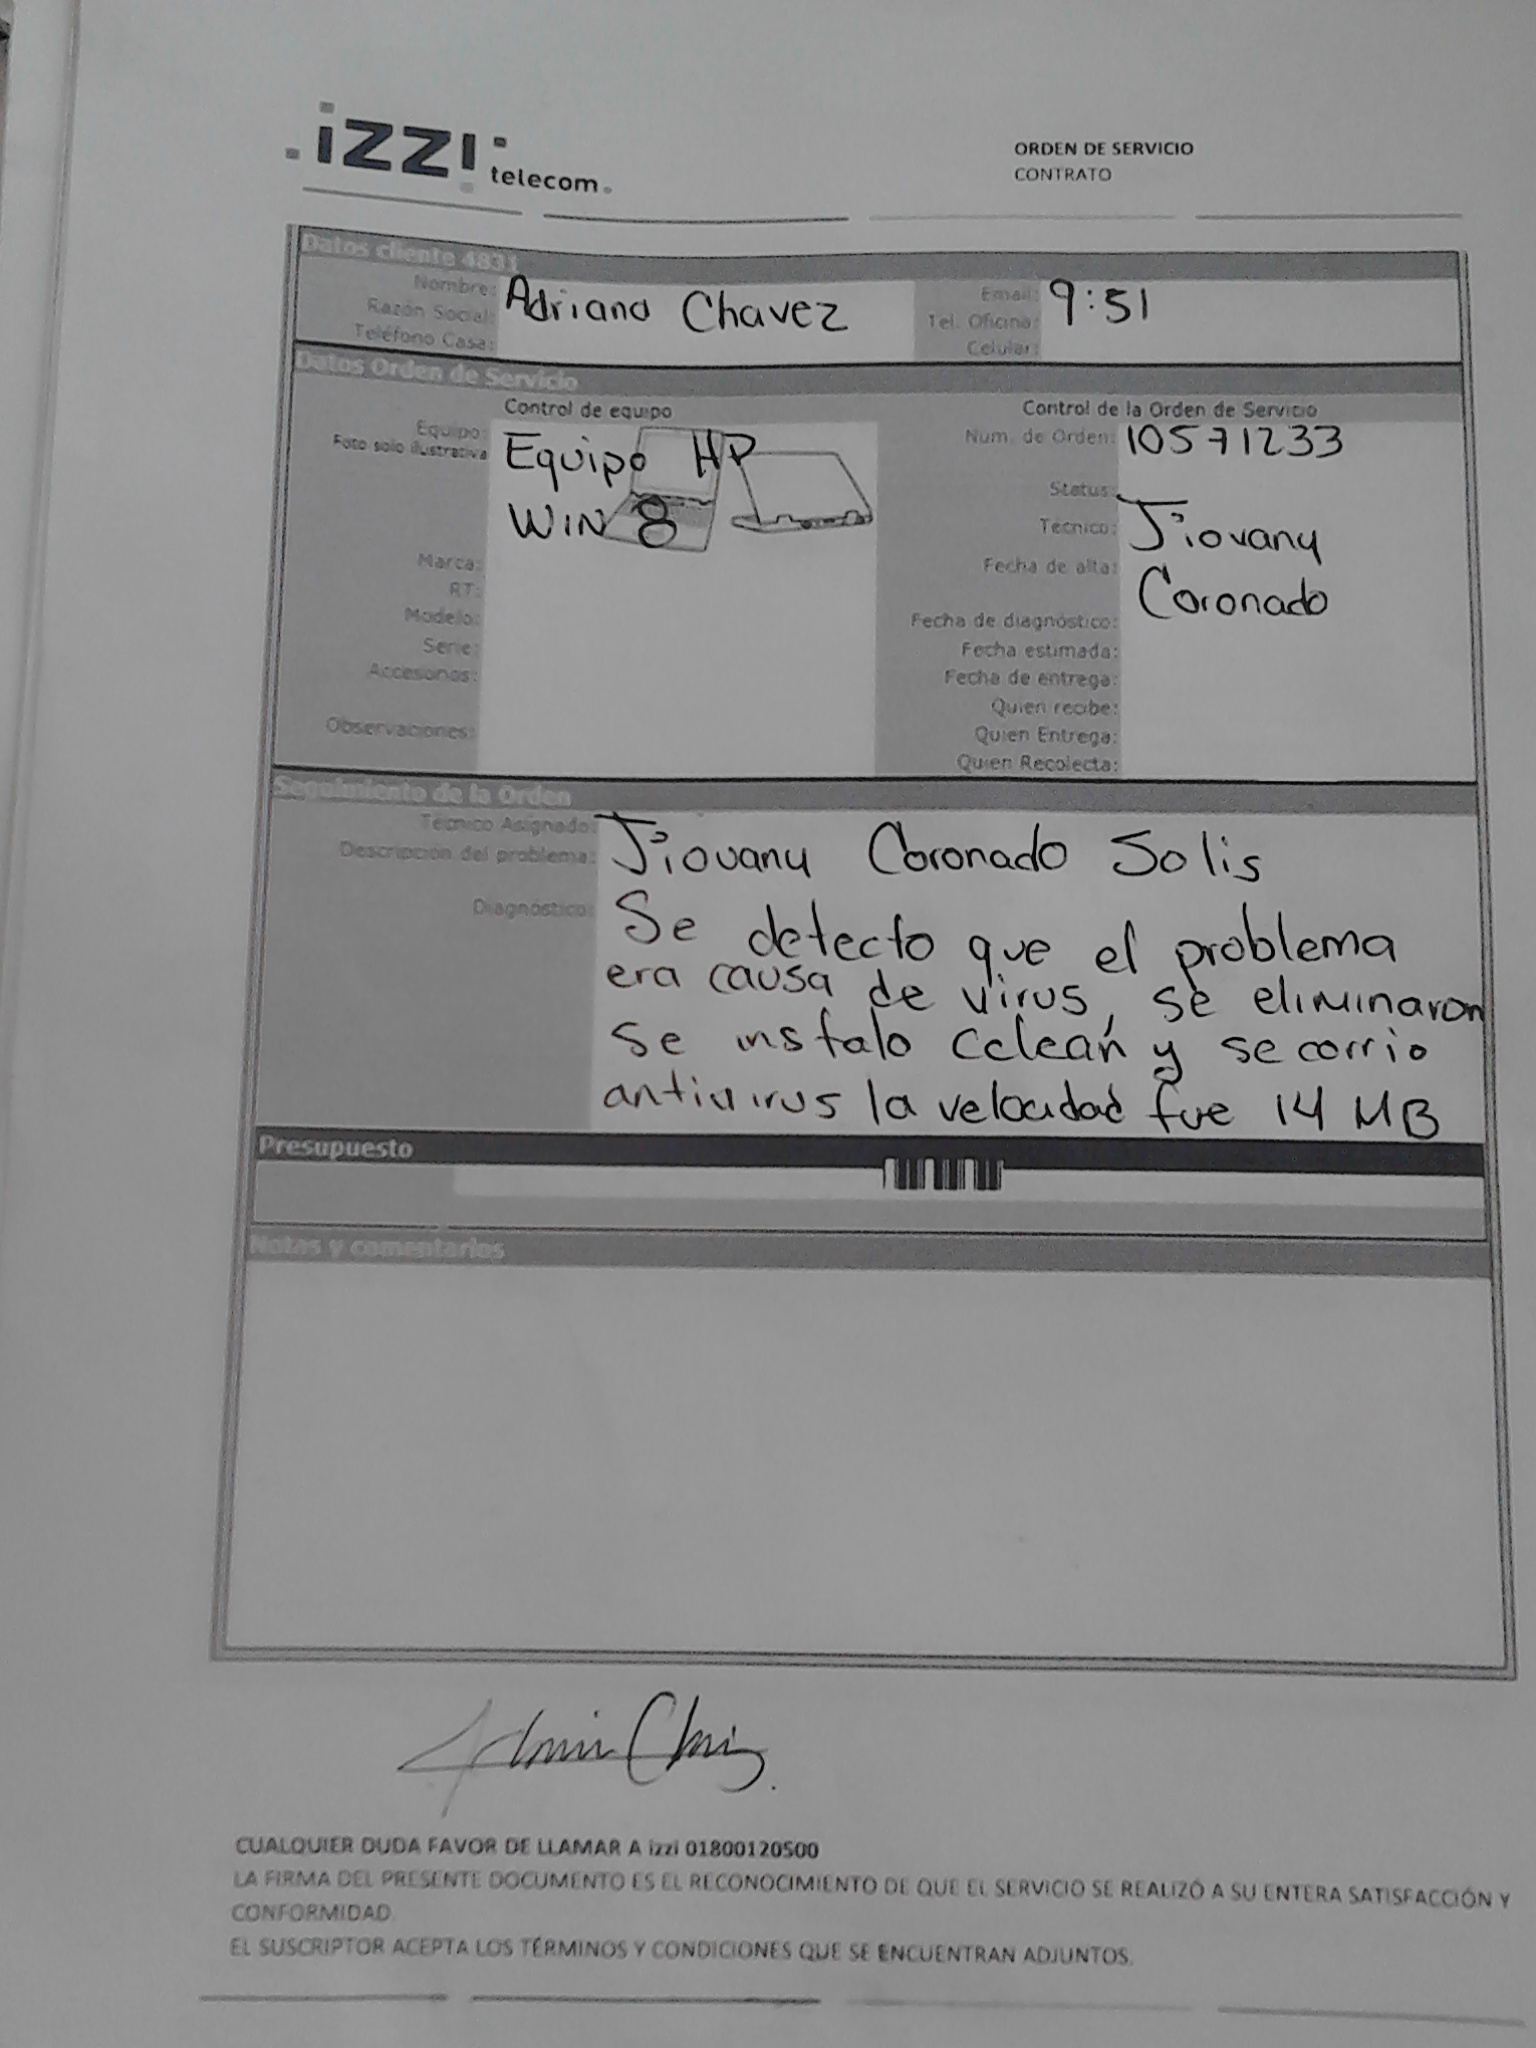 izzi telecom
ORDEN DE SERVICIO
CONTRATO
Datos cliente 4831
Nombre: Adriano Chavez
Razón Social:
Teléfono Casa:
Email: 9:51
Tel. Oficina:
Celular:
Datos Orden de Servicio
Control de equipo
Equipo: Equipo HP
Foto solo ilustrativa
WIN 8
Marca:
RT:
Modelo:
Serie:
Accesorios:
Observaciones:
Control de la Orden de Servicio
Num. de Orden: 10571233
Status:
Tecnico: Jiovany
Coronado
Fecha de alta:
Fecha de diagnóstico:
Fecha estimada:
Fecha de entrega:
Quien recibe:
Quien Entrega:
Quien Recolecta:
Seguimiento de la Orden
Tecnico Asignado:
Descripción del problema: Jiovany Coronado Solis
Diagnóstico: Se detecto que el problema
era causa de virus, se eliminaron
se instalo Cclean y se corrio
antivirus la velocidad fue 14 MB
Presupuesto
Notas y comentarios
CUALQUIER DUDA FAVOR DE LLAMAR A izzi 01800120500
LA FIRMA DEL PRESENTE DOCUMENTO ES EL RECONOCIMIENTO DE QUE EL SERVICIO SE REALIZÓ A SU ENTERA SATISFACCIÓN Y
CONFORMIDAD.
EL SUSCRIPTOR ACEPTA LOS TÉRMINOS Y CONDICIONES QUE SE ENCUENTRAN ADJUNTOS.